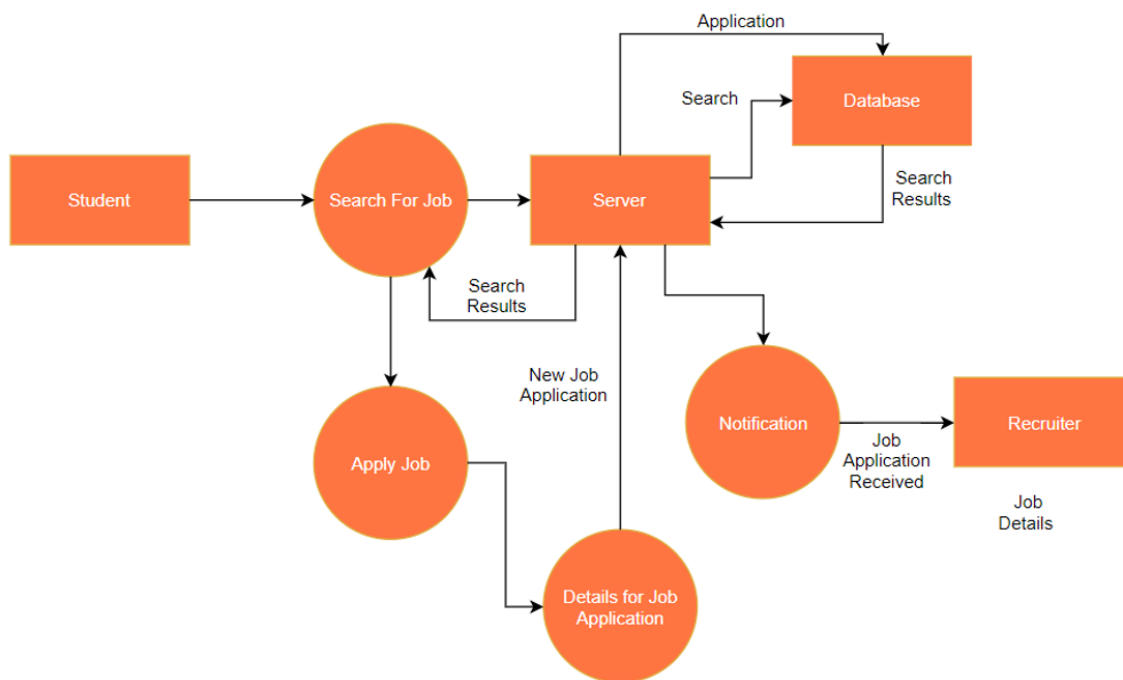 Application
Search
Database
Search
Results
Student
Search For Job
Server
Search
Results
New Job
Application
Notification
Job
Application
Received
Recruiter
Apply Job
Job
Details
Details for Job
Application